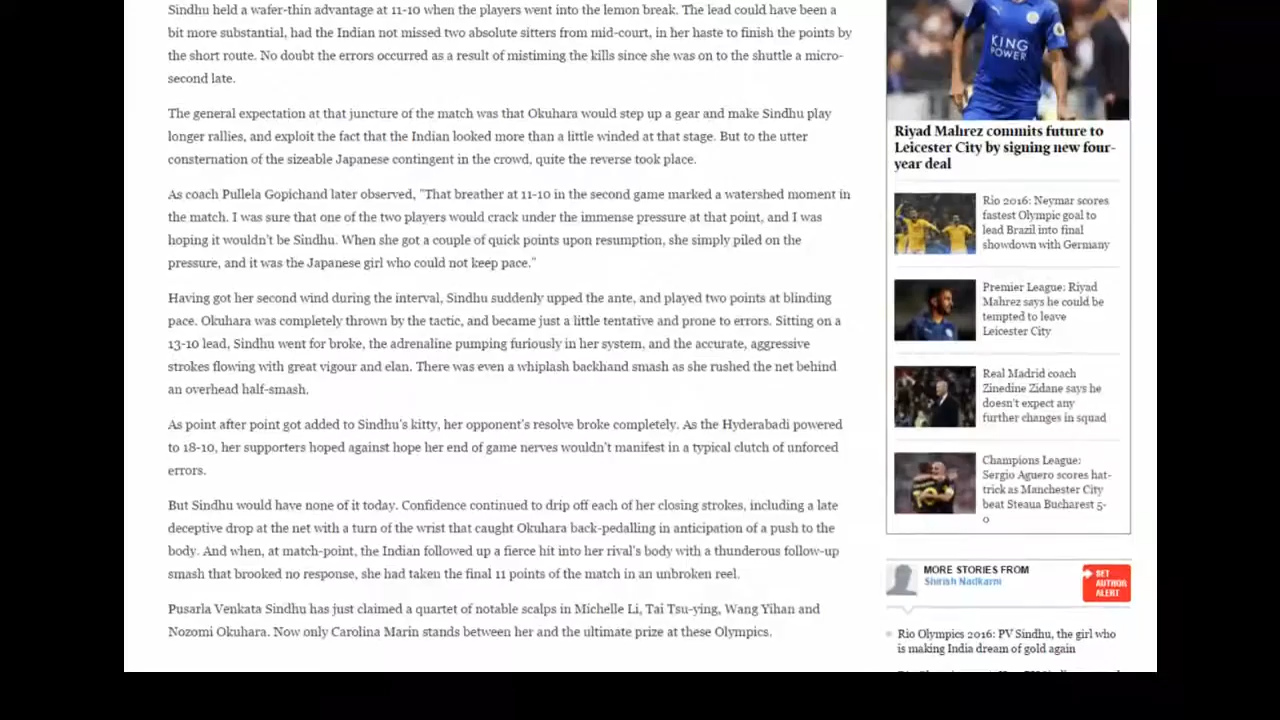 Sindhu held a wafer-thin advantage at 11-10 when the players went into the lemon break. The lead could have been a
bit more substantial, had the Indian not missed two absolute sitters from mid-court, in her haste to finish the points by
the short route. No doubt the errors occurred as a result of mistiming the kills since she was on to the shuttle a micro-
second late.
The general expectation at that juncture of the match was that Okuhara would step up a gear and make Sindhu play
longer rallies, and exploit the fact that the Indian looked more than a little winded at that stage. But to the utter
consternation of the sizeable Japanese contingent in the crowd, quite the reverse took place.
As coach Pullela Gopichand later observed, "That breather at 11-10 in the second game marked a watershed moment in
the match. I was sure that one of the two players would crack under the immense pressure at that point, and I was
hoping it wouldn't be Sindhu. When she got a couple of quick points upon resumption, she simply piled on the
pressure, and it was the Japanese girl who could not keep pace."
Having got her second wind during the interval, Sindhu suddenly upped the ante, and played two points at blinding
pace. Okuhara was completely thrown by the tactic, and became just a little tentative and prone to errors. Sitting on a
13-10 lead, Sindhu went for broke, the adrenaline pumping furiously in her system, and the accurate, aggressive
strokes flowing with great vigour and elan. There was even a whiplash backhand smash as she rushed the net behind
an overhead half-smash.
As point after point got added to Sindhu's kitty, her opponent's resolve broke completely. As the Hyderabadi powered
to 18-10, her supporters hoped against hope her end of game nerves wouldn't manifest in a typical clutch of unforced
errors.
But Sindhu would have none of it today. Confidence continued to drip off each of her closing strokes, including a late
deceptive drop at the net with a turn of the wrist that caught Okuhara back-pedalling in anticipation of a push to the
body. And when, at match-point, the Indian followed up a fierce hit into her rival's body with a thunderous follow-up
smash that brooked no response, she had taken the final 11 points of the match in an unbroken reel.
Pusarla Venkata Sindhu has just claimed a quartet of notable scalps in Michelle Li, Tai Tsu-ying, Wang Yihan and
Nozomi Okuhara. Now only Carolina Marin stands between her and the ultimate prize at these Olympics.
KING
POWER
Riyad Mahrez commits future to
Leicester City by signing new four-
year deal
Rio 2016: Neymar scores
fastest Olympic goal to
lead Brazil into final
showdown with Germany
Premier League: Riyad
Mahrez says he could be
tempted to leave
Leicester City
Real Madrid coach
Zinedine Zidane says he
doesn't expect any
further changes in squad
Champions League:
Sergio Aguero scores hat-
trick as Manchester City
beat Steaua Bucharest 5-
0
MORE STORIES FROM
Shirish Nadkarni
GET
AUTHOR
ALERT
Rio Olympics 2016: PV Sindhu, the girl who
is making India dream of gold again